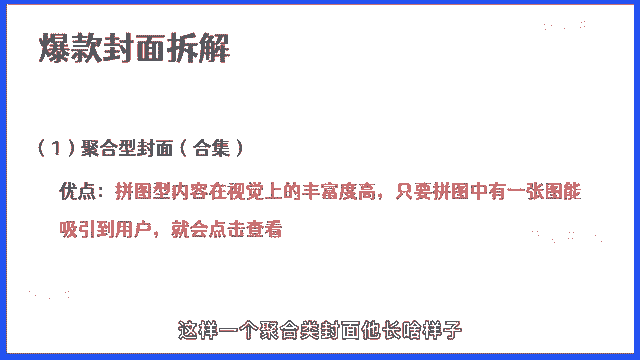 爆款封面拆解
（1）聚合型封面（合集）
优点：拼图型内容在视觉上的丰富度高，只要拼图中有一张图能
吸引到用户，就会点击查看
这样一个聚合类封面他长啥样子